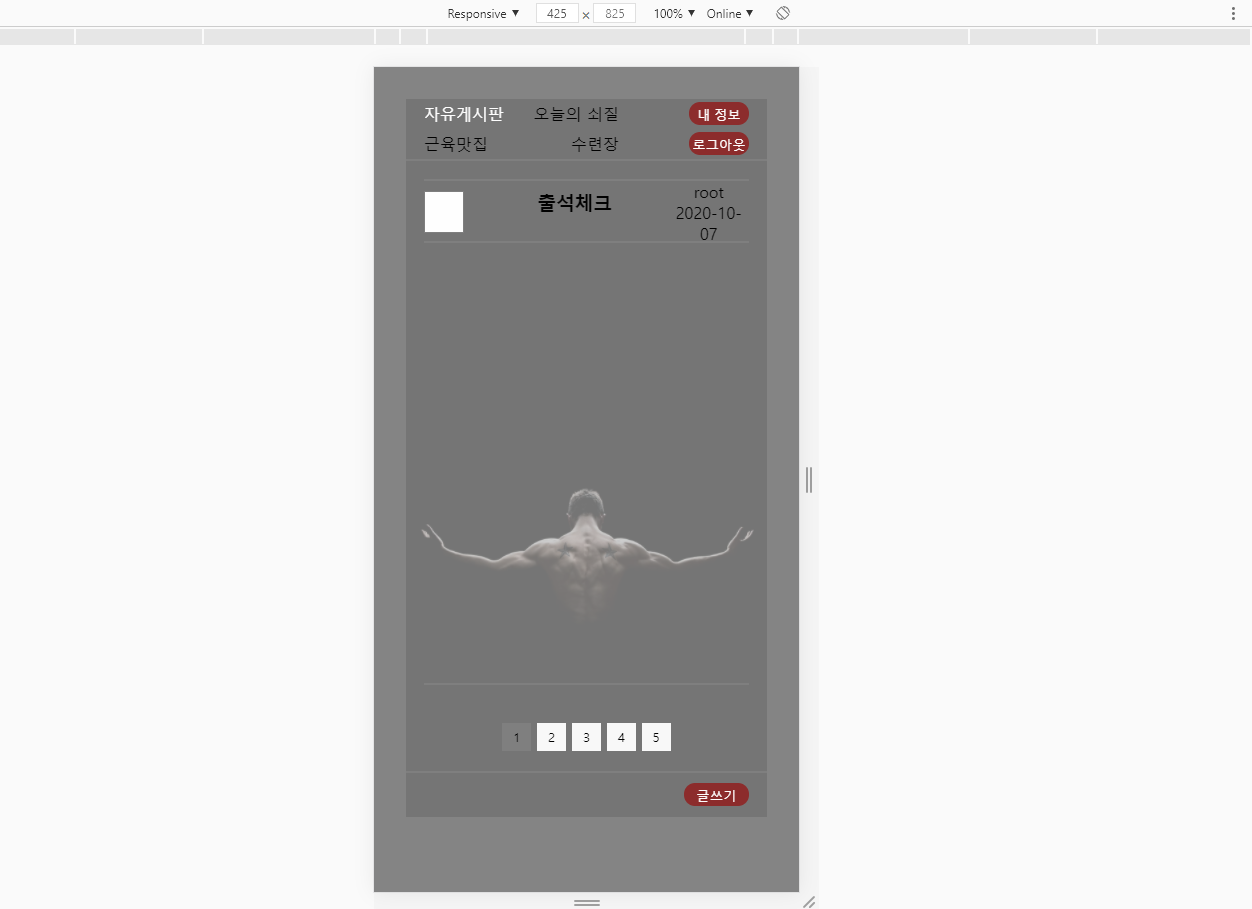 Responsive ▼ 425 × 825 100% ▼ Online ▼
자유게시판 오늘의 쇠질 내 정보
근육맛집 수련장 로그아웃
출석체크
root
2020-10-
07
1 2 3 4 5
글쓰기